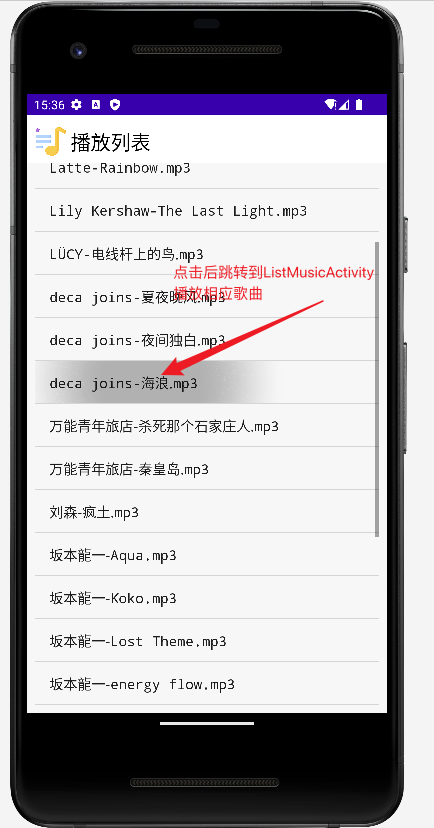 15:36
播放列表
Latte-Rainbow.mp3
Lily Kershaw-The Last Light.mp3
LÜCY-电线杆上的鸟.mp3
点击后跳转到ListMusicActivity
播放相应歌曲
deca joins-夏夜晚风.mp3
deca joins-夜间独白.mp3
deca joins-海浪.mp3
万能青年旅店-杀死那个石家庄人.mp3
万能青年旅店-秦皇岛.mp3
刘森-疯土.mp3
坂本龍一-Aqua.mp3
坂本龍一-Koko.mp3
坂本龍一-Lost Theme.mp3
坂本龍一-energy flow.mp3